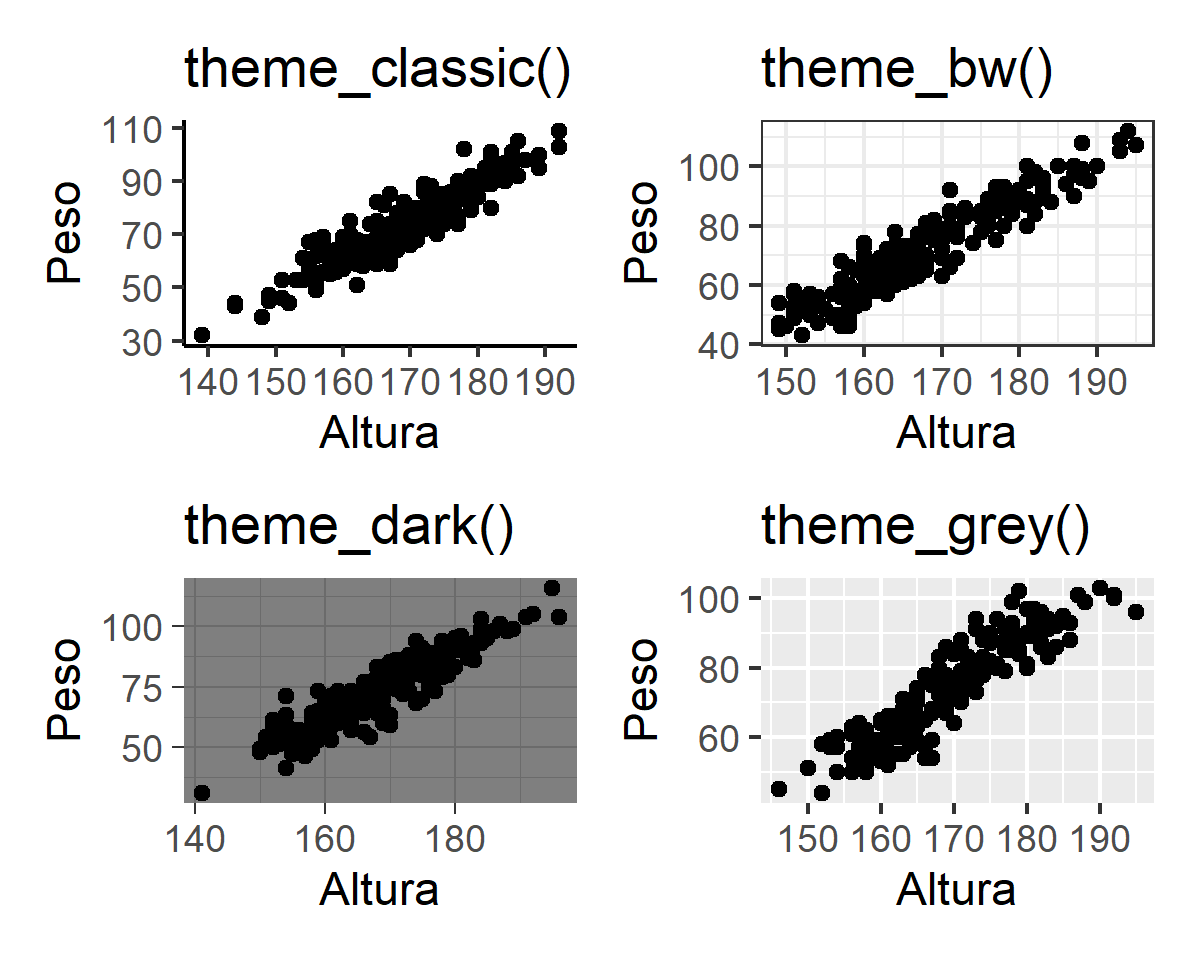 theme_classic()
110
90
70
50
30
Peso
140 150 160 170 180 190
Altura
theme_bw()
100
80
60
40
Peso
150 160 170 180 190
Altura
theme_dark()
100
75
50
Peso
140 160 180
Altura
theme_grey()
100
80
60
Peso
150 160 170 180 190
Altura